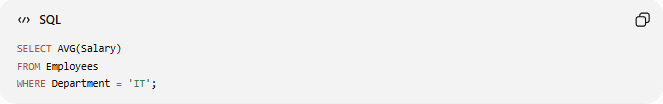 </> SQL
SELECT AVG(Salary)
FROM Employees
WHERE Department = 'IT';